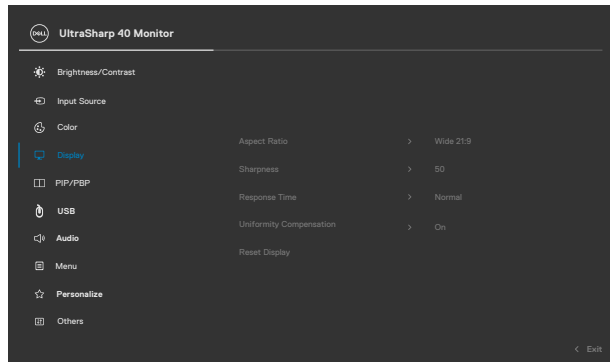 DELL UltraSharp 40 Monitor
Brightness/Contrast
Input Source
Color
Aspect Ratio > Wide 21:9
Display
Sharpness > 50
PIP/PBP
Response Time > Normal
USB
Uniformity Compensation > On
Audio
Reset Display
Menu
Personalize
Others
< Exit